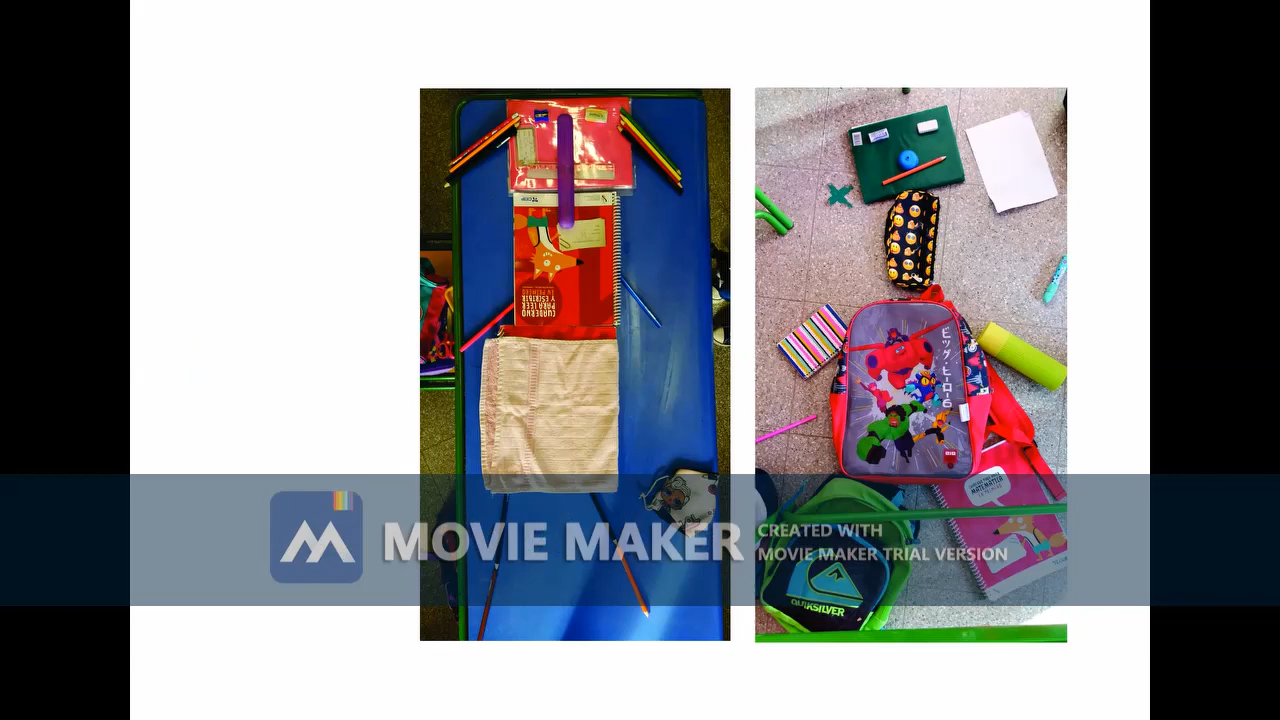 CUADERNO
PARA LEER
Y ESCRIBIR
EN PRIMERO
ビッグ・ヒーロー6
MATEMÁTICA
QUIKSILVER
MOVIE MAKER
CREATED WITH
MOVIE MAKER TRIAL VERSION